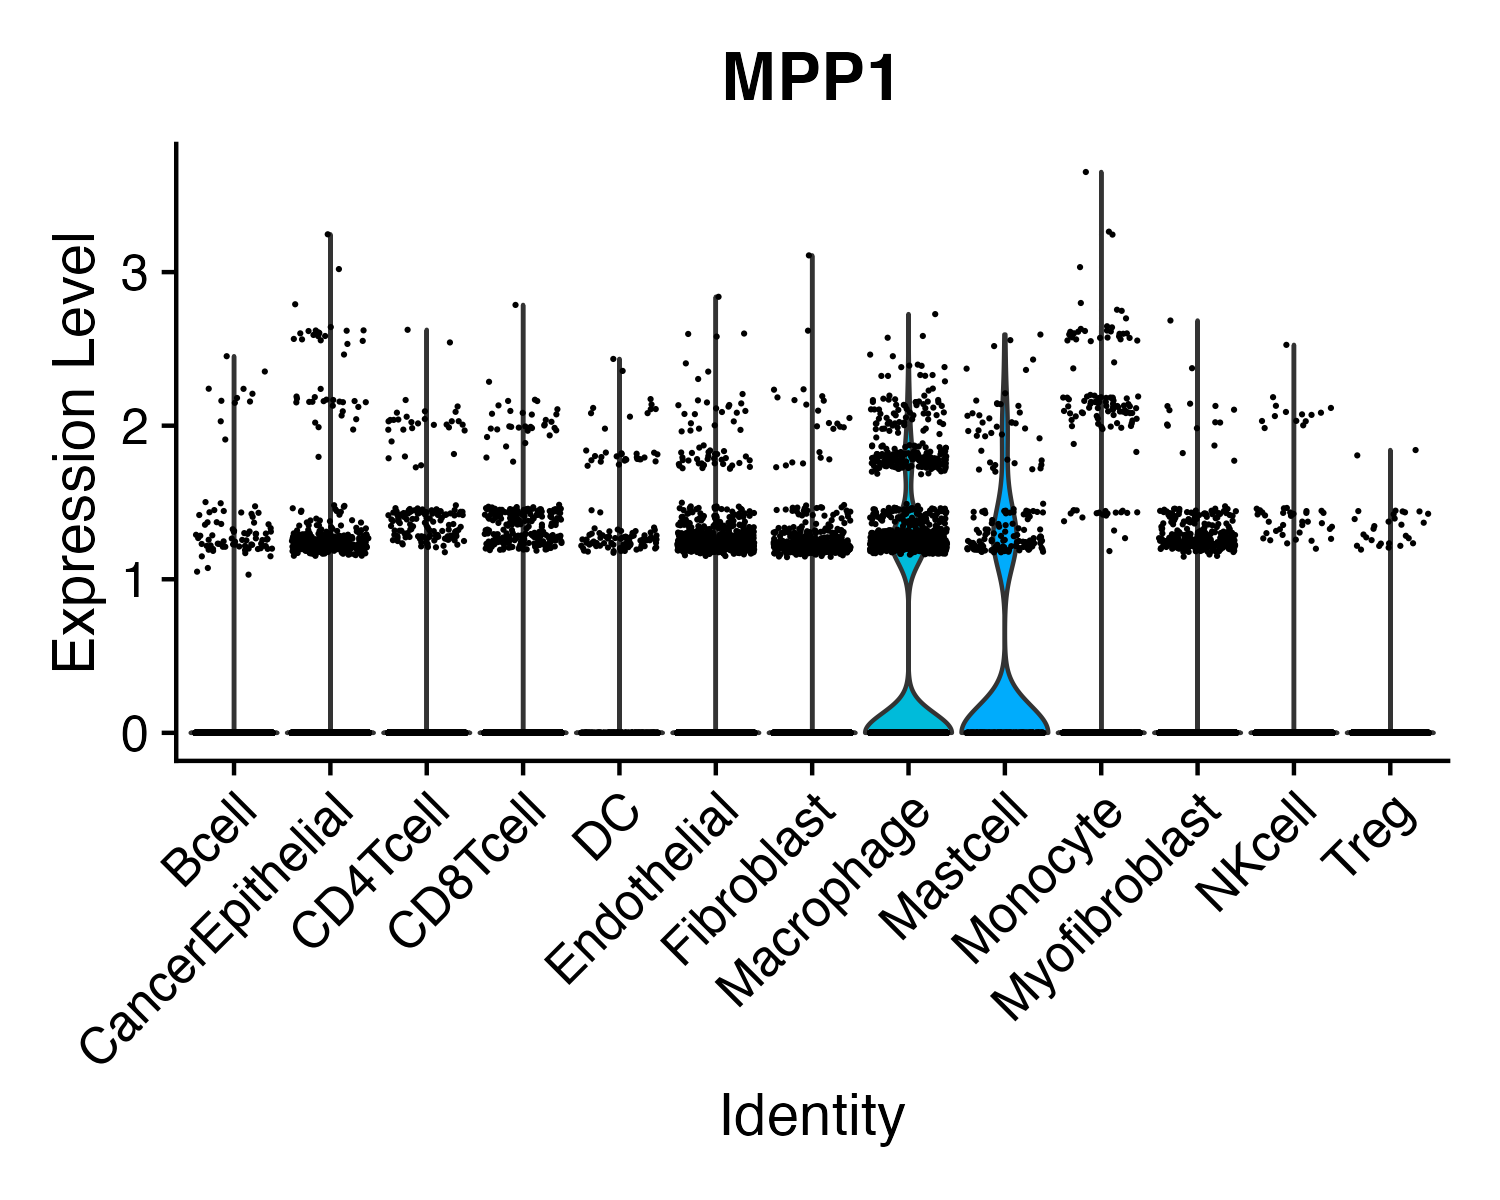 MPP1
Expression Level
3
2
1
0
Bcell
CancerEpithelial
CD4Tcell
CD8Tcell
DC
Endothelial
Fibroblast
Macrophage
Mastcell
Monocyte
Myofibroblast
NKcell
Treg
Identity